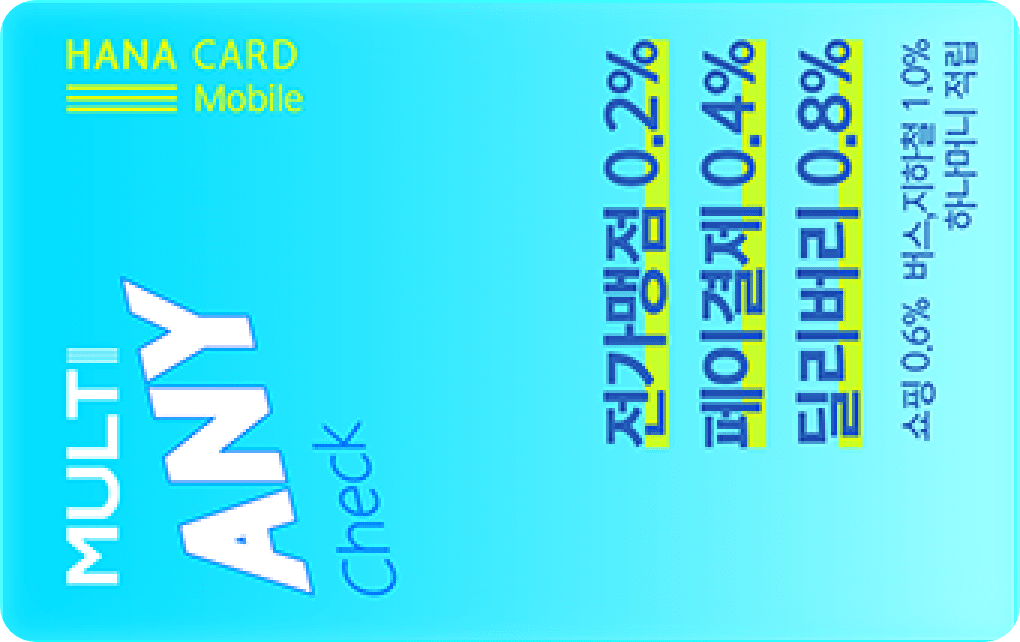 HANA CARD
Mobile
MULTI
ANY
Check
전가맹점 0.2%
페이결제 0.4%
딜리버리 0.8%
쇼핑 0.6% 버스,지하철 1.0%
하나머니 적립